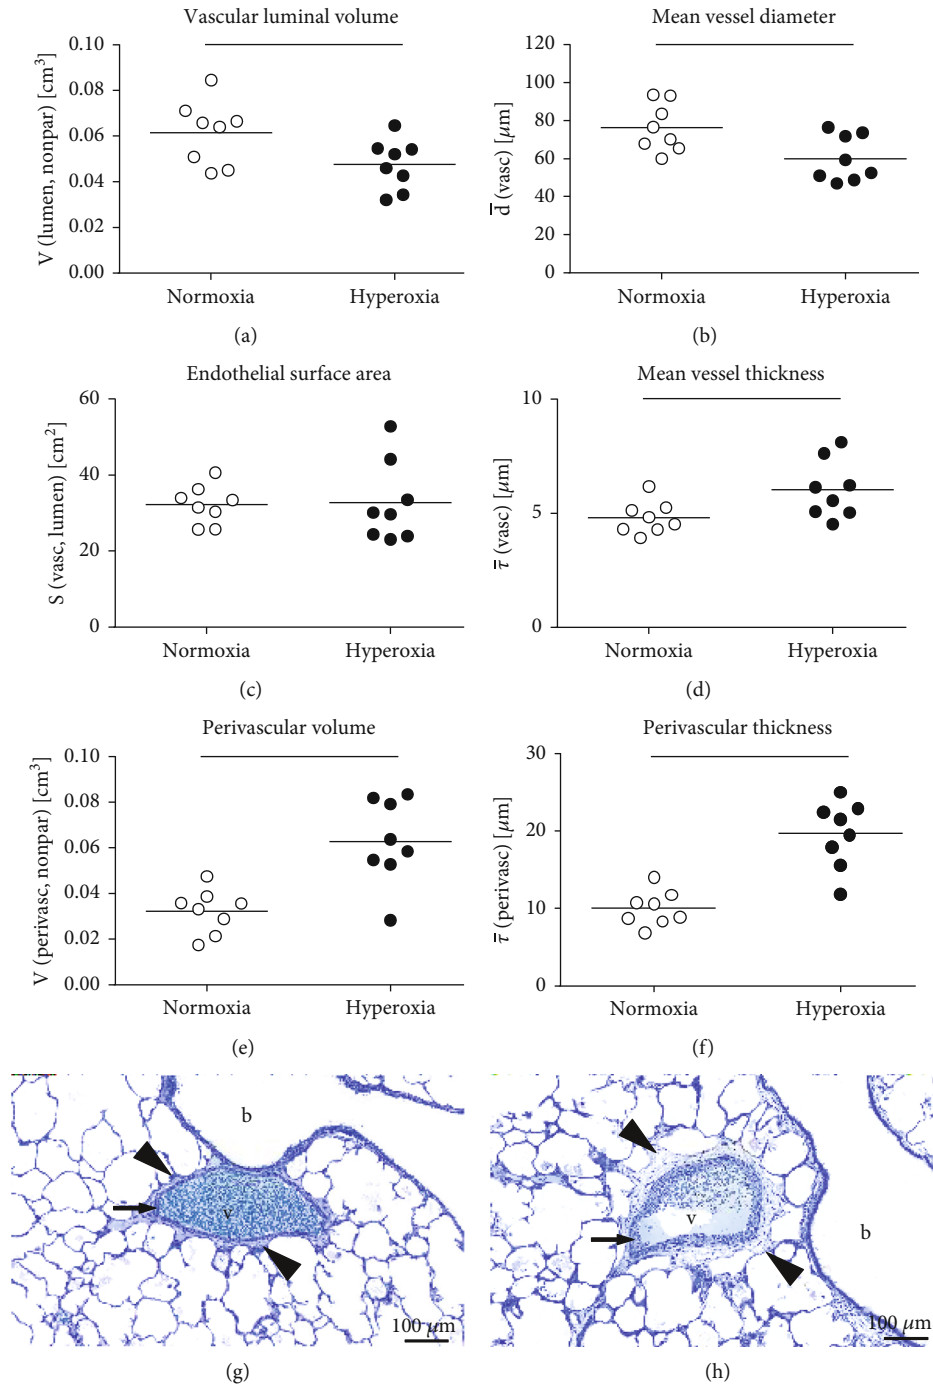 Vascular luminal volume
V (lumen, nonpar) [cm³]
0.10
0.08
0.06
0.04
0.02
0.00
Normoxia Hyperoxia
(a)
Mean vessel diameter
d̅ (vasc) [μm]
120
100
80
60
40
20
0
Normoxia Hyperoxia
(b)
Endothelial surface area
S (vasc, lumen) [cm²]
60
40
20
0
Normoxia Hyperoxia
(c)
Mean vessel thickness
τ̅ (vasc) [μm]
10
5
0
Normoxia Hyperoxia
(d)
Perivascular volume
V (perivasc, nonpar) [cm³]
0.10
0.08
0.06
0.04
0.02
0.00
Normoxia Hyperoxia
(e)
Perivascular thickness
τ̅ (perivasc) [μm]
30
20
10
0
Normoxia Hyperoxia
(f)
b
v
100 μm
(g)
v
b
100 μm
(h)